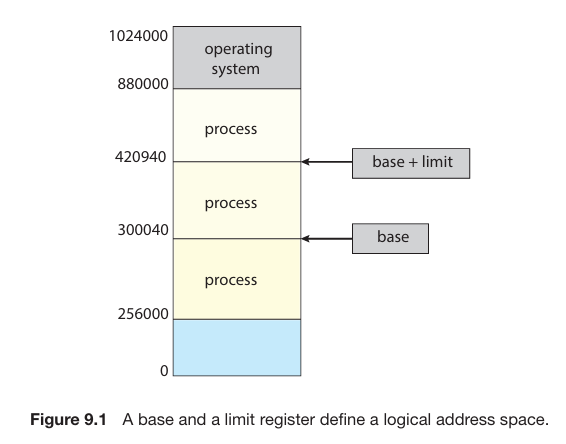 1024000
operating
system
880000
process
420940
base + limit
process
300040
base
process
256000
0
Figure 9.1 A base and a limit register define a logical address space.